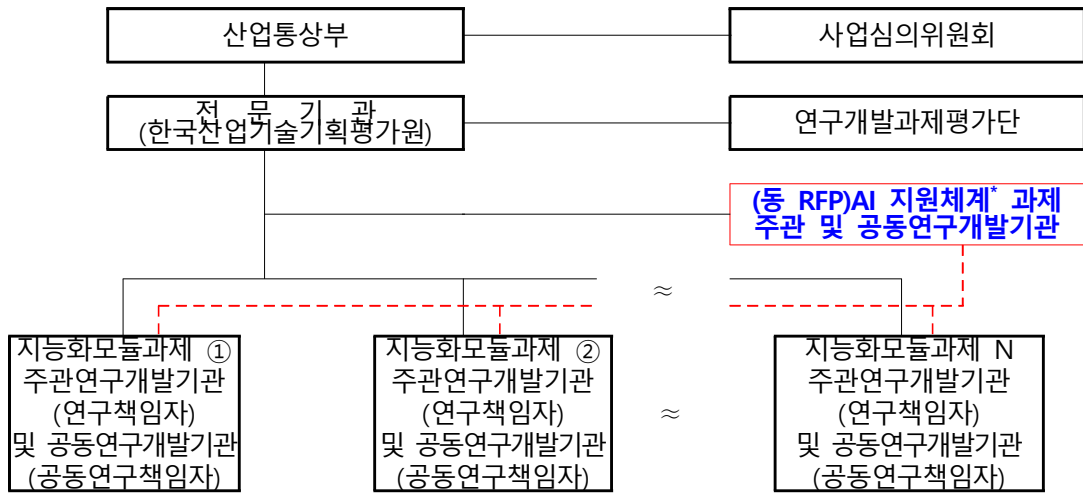 산업통상부
사업심의위원회
전 문 기 관
(한국산업기술기획평가원)
연구개발과제평가단
(동 RFP)AI 지원체계* 과제
주관 및 공동연구개발기관
≈
지능화모듈과제 ①
주관연구개발기관
(연구책임자)
및 공동연구개발기관
(공동연구책임자)
지능화모듈과제 ②
주관연구개발기관
(연구책임자)
및 공동연구개발기관
(공동연구책임자)
≈
지능화모듈과제 N
주관연구개발기관
(연구책임자)
및 공동연구개발기관
(공동연구책임자)